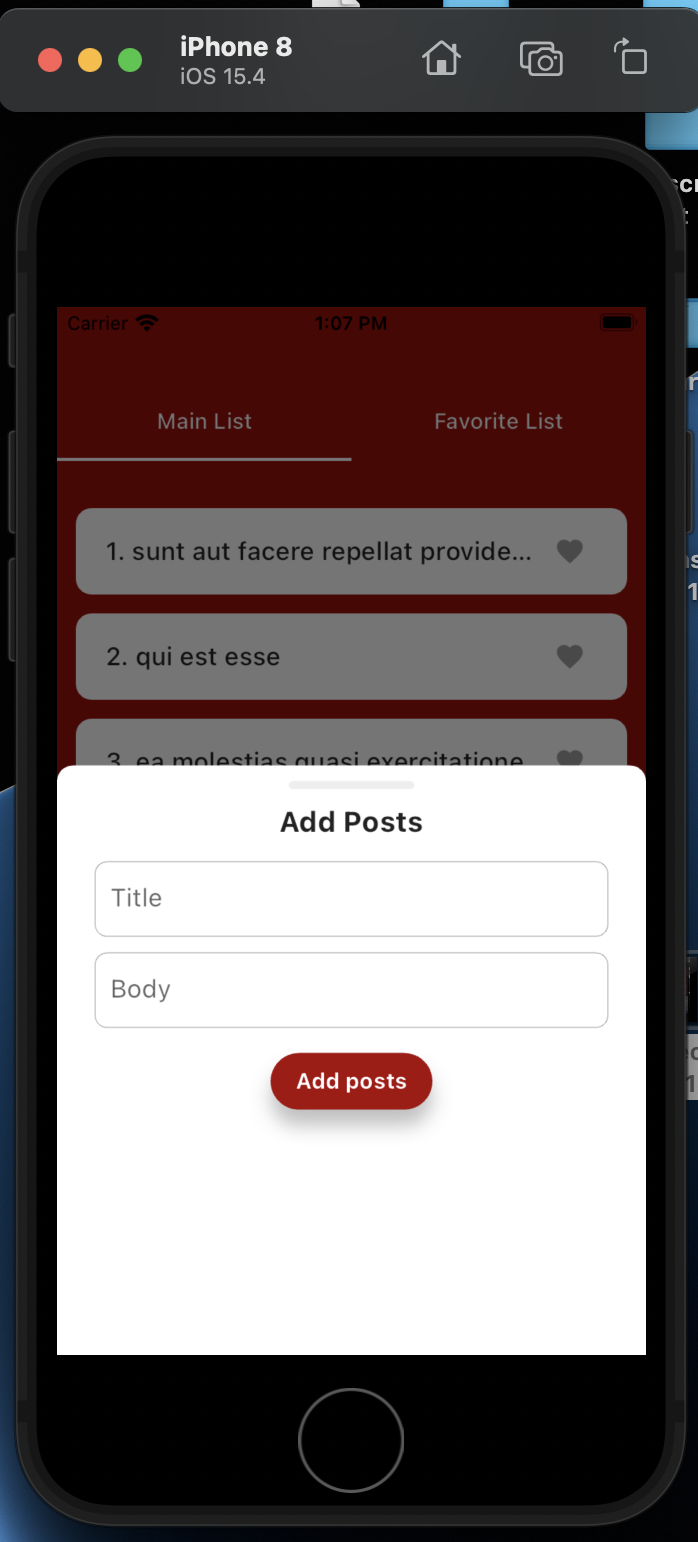 iPhone 8
iOS 15.4
Carrier 1:07 PM
Main List Favorite List
1. sunt aut facere repellat provide...
2. qui est esse
3. ea molestias quasi exercitatione
Add Posts
Title
Body
Add posts